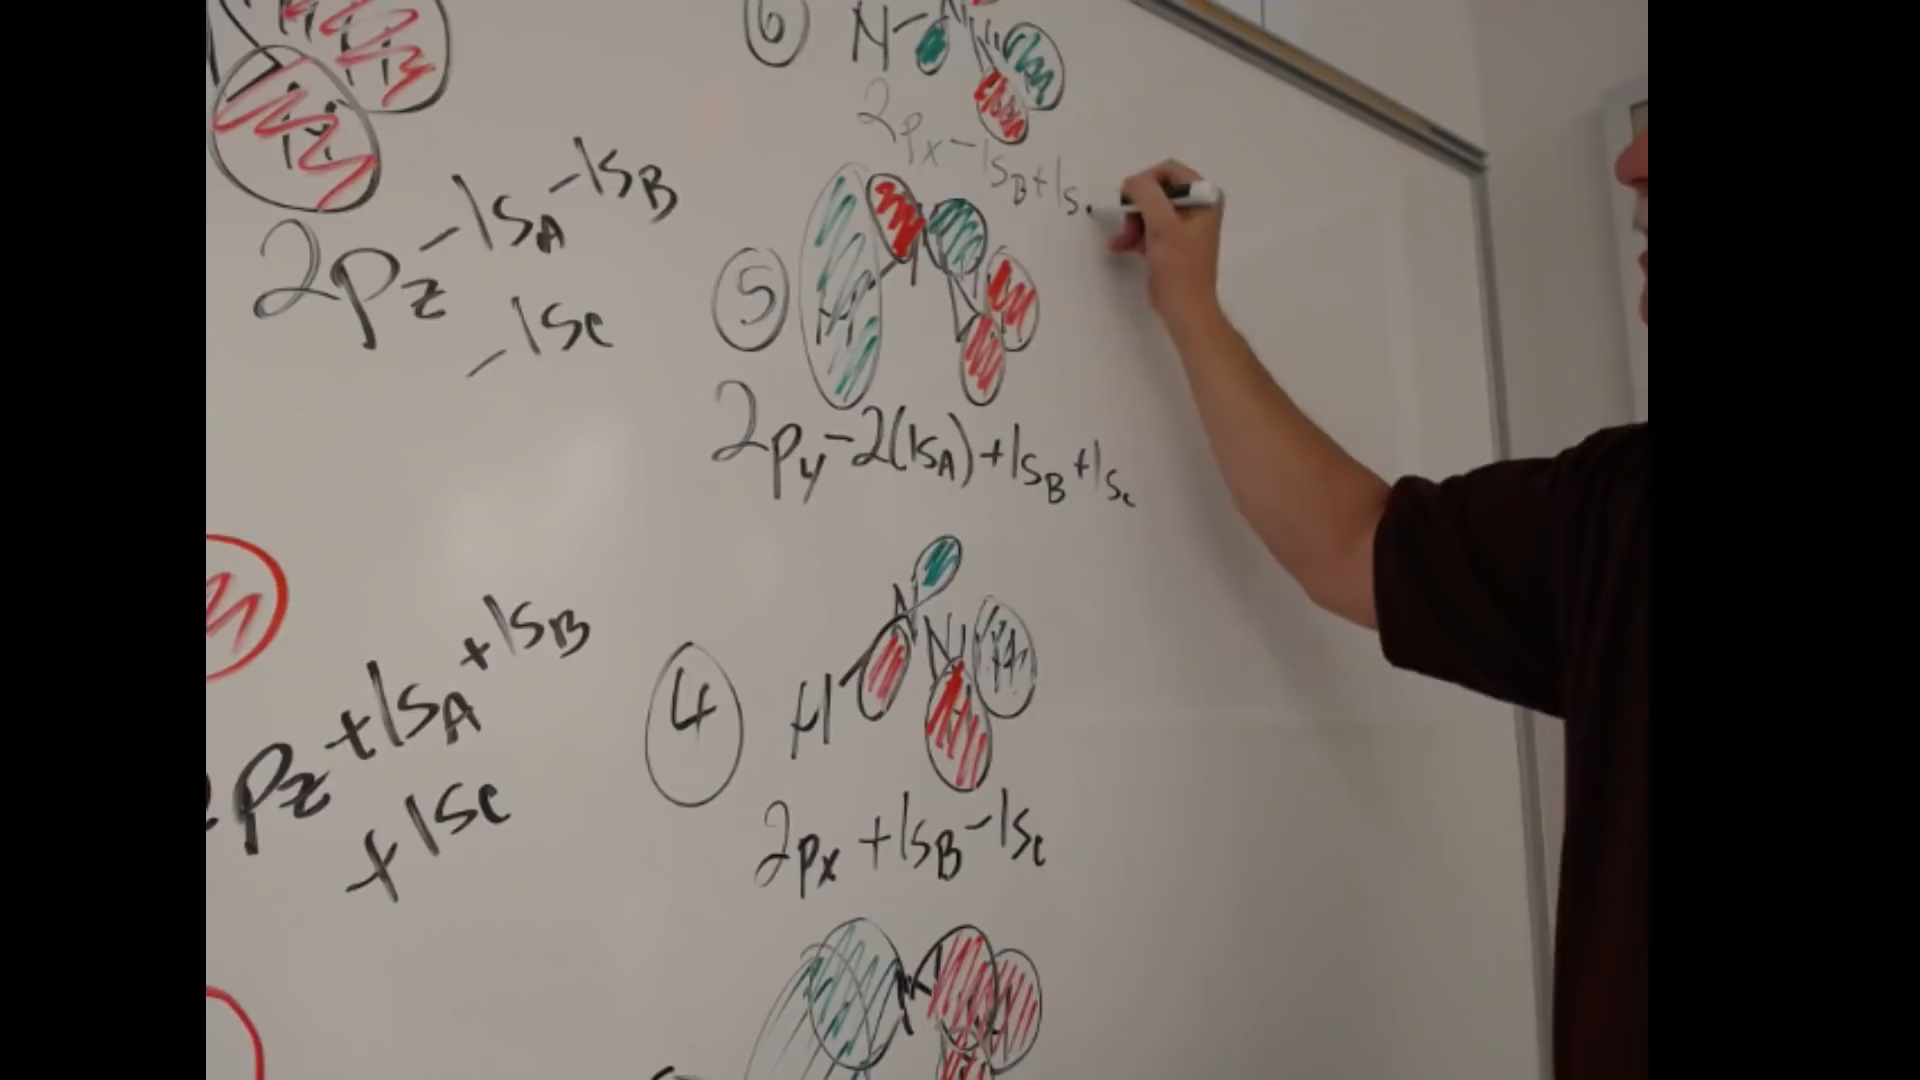 6
N
H
2px-1sB+1s
H
2pz-1sA-1sB
-1sc
5
N
H
2py-2(1sA)+1sB+1sc
N
H
H
H
4
2px+1sB-1sc
pz+1sA+1sB
+1sc
N